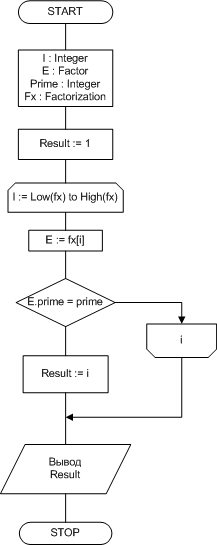 START
I : Integer
E : Factor
Prime : Integer
Fx : Factorization
Result := 1
I := Low(fx) to High(fx)
E := fx[i]
E.prime = prime
i
Result := i
Вывод
Result
STOP